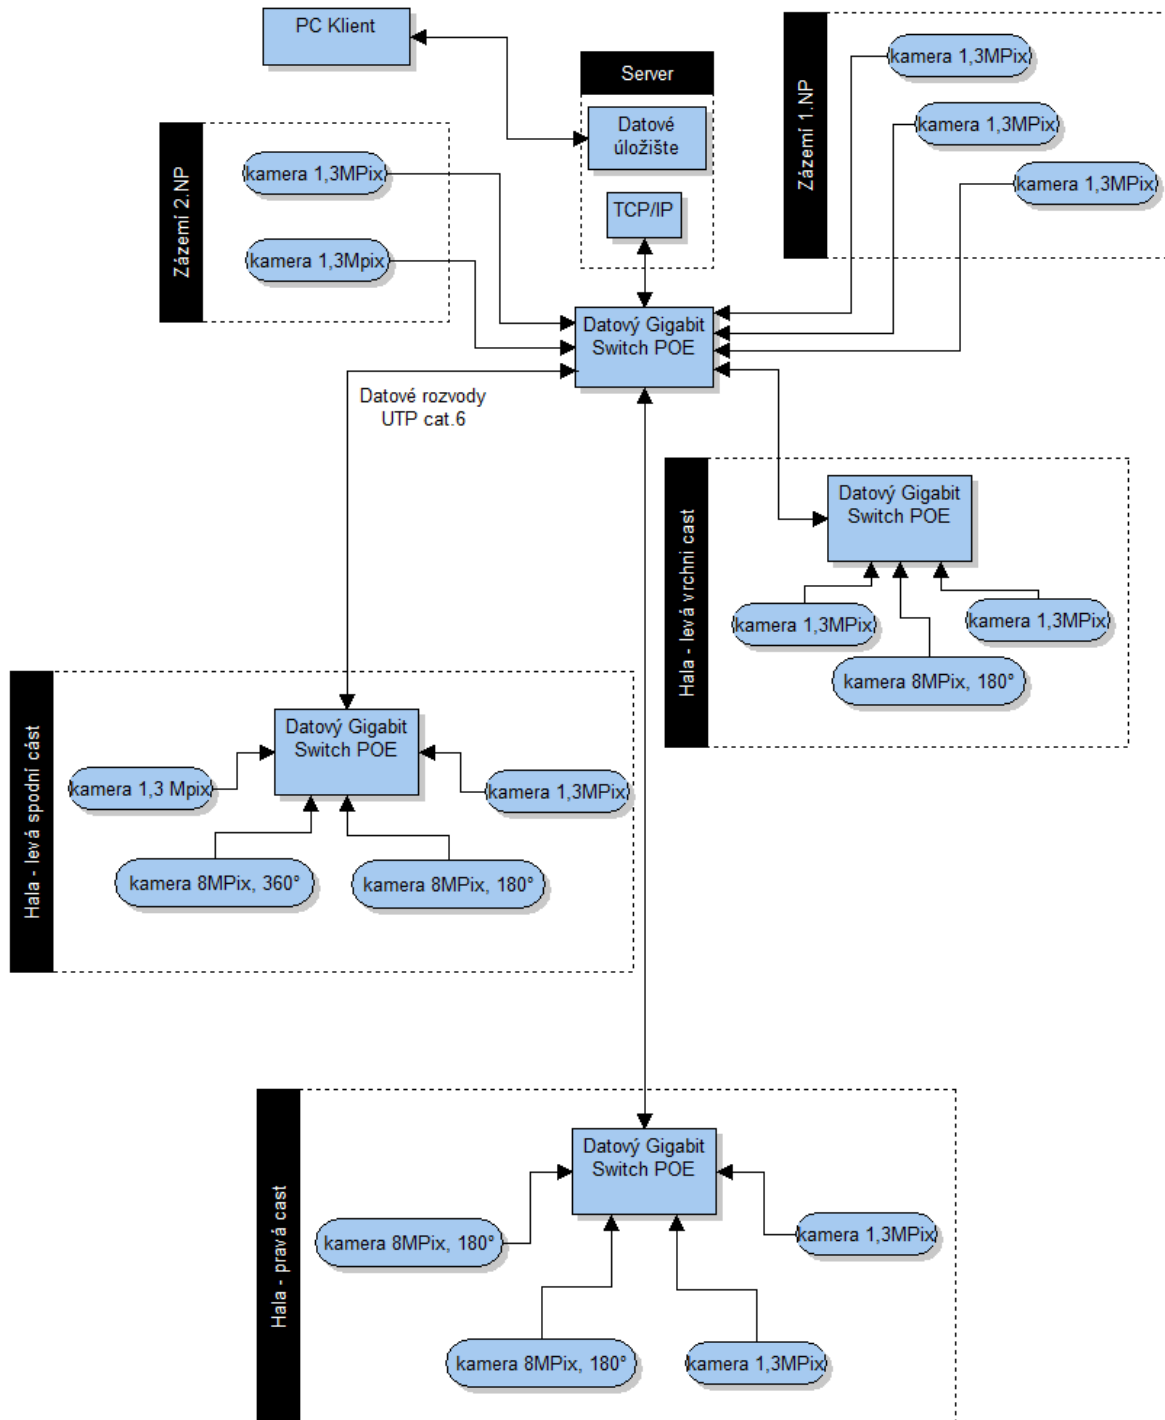 PC Klient
Server
Datové
úložište
TCP/IP
Zázemí 1.NP
kamera 1,3MPix
kamera 1,3MPix
kamera 1,3MPix
Zázemí 2.NP
kamera 1,3MPix
kamera 1,3Mpix
Datový Gigabit
Switch POE
Datové rozvody
UTP cat.6
Hala - levá vrchni cast
Datový Gigabit
Switch POE
kamera 1,3MPix
kamera 1,3MPix
kamera 8MPix, 180°
Hala - levá spodní cást
Datový Gigabit
Switch POE
kamera 1,3 Mpix
kamera 1,3MPix
kamera 8MPix, 360°
kamera 8MPix, 180°
Hala - pravá cast
Datový Gigabit
Switch POE
kamera 8MPix, 180°
kamera 1,3MPix
kamera 8MPix, 180°
kamera 1,3MPix